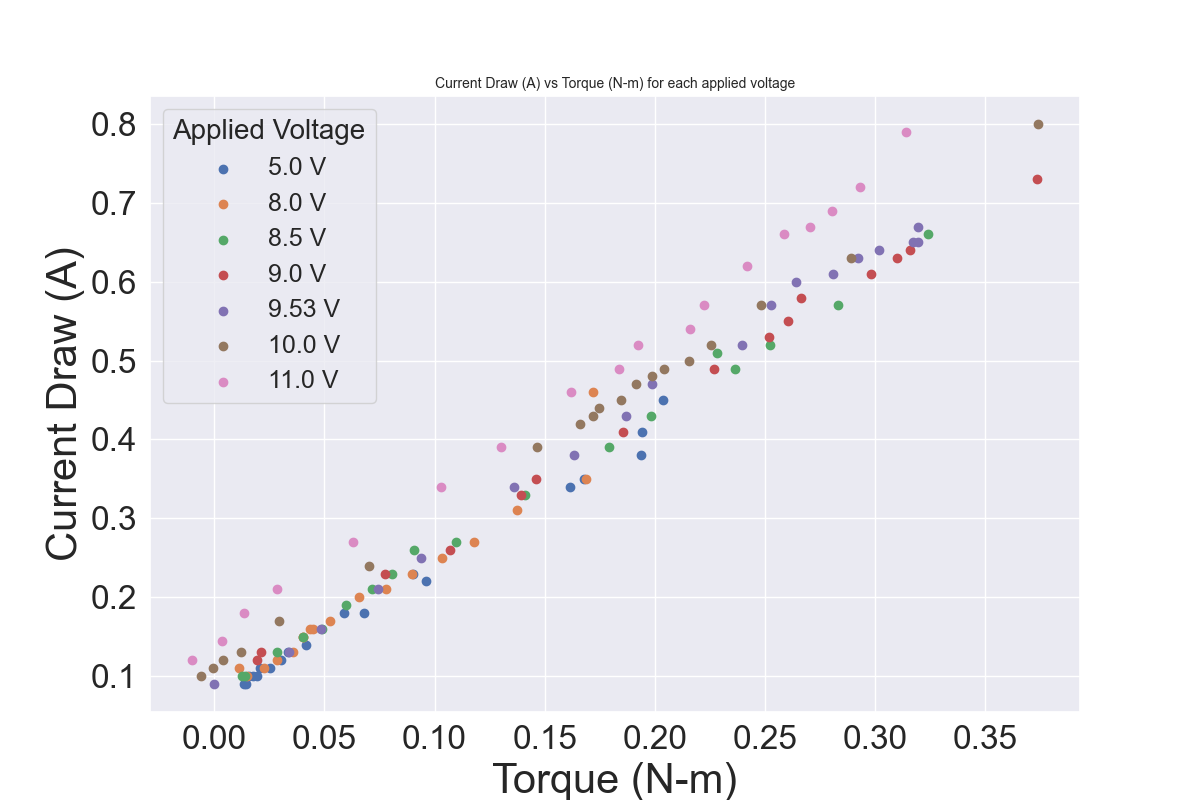 Current Draw (A) vs Torque (N-m) for each applied voltage
Applied Voltage
5.0 V
8.0 V
8.5 V
9.0 V
9.53 V
10.0 V
11.0 V
Current Draw (A)
0.8
0.7
0.6
0.5
0.4
0.3
0.2
0.1
0.00 0.05 0.10 0.15 0.20 0.25 0.30 0.35
Torque (N-m)